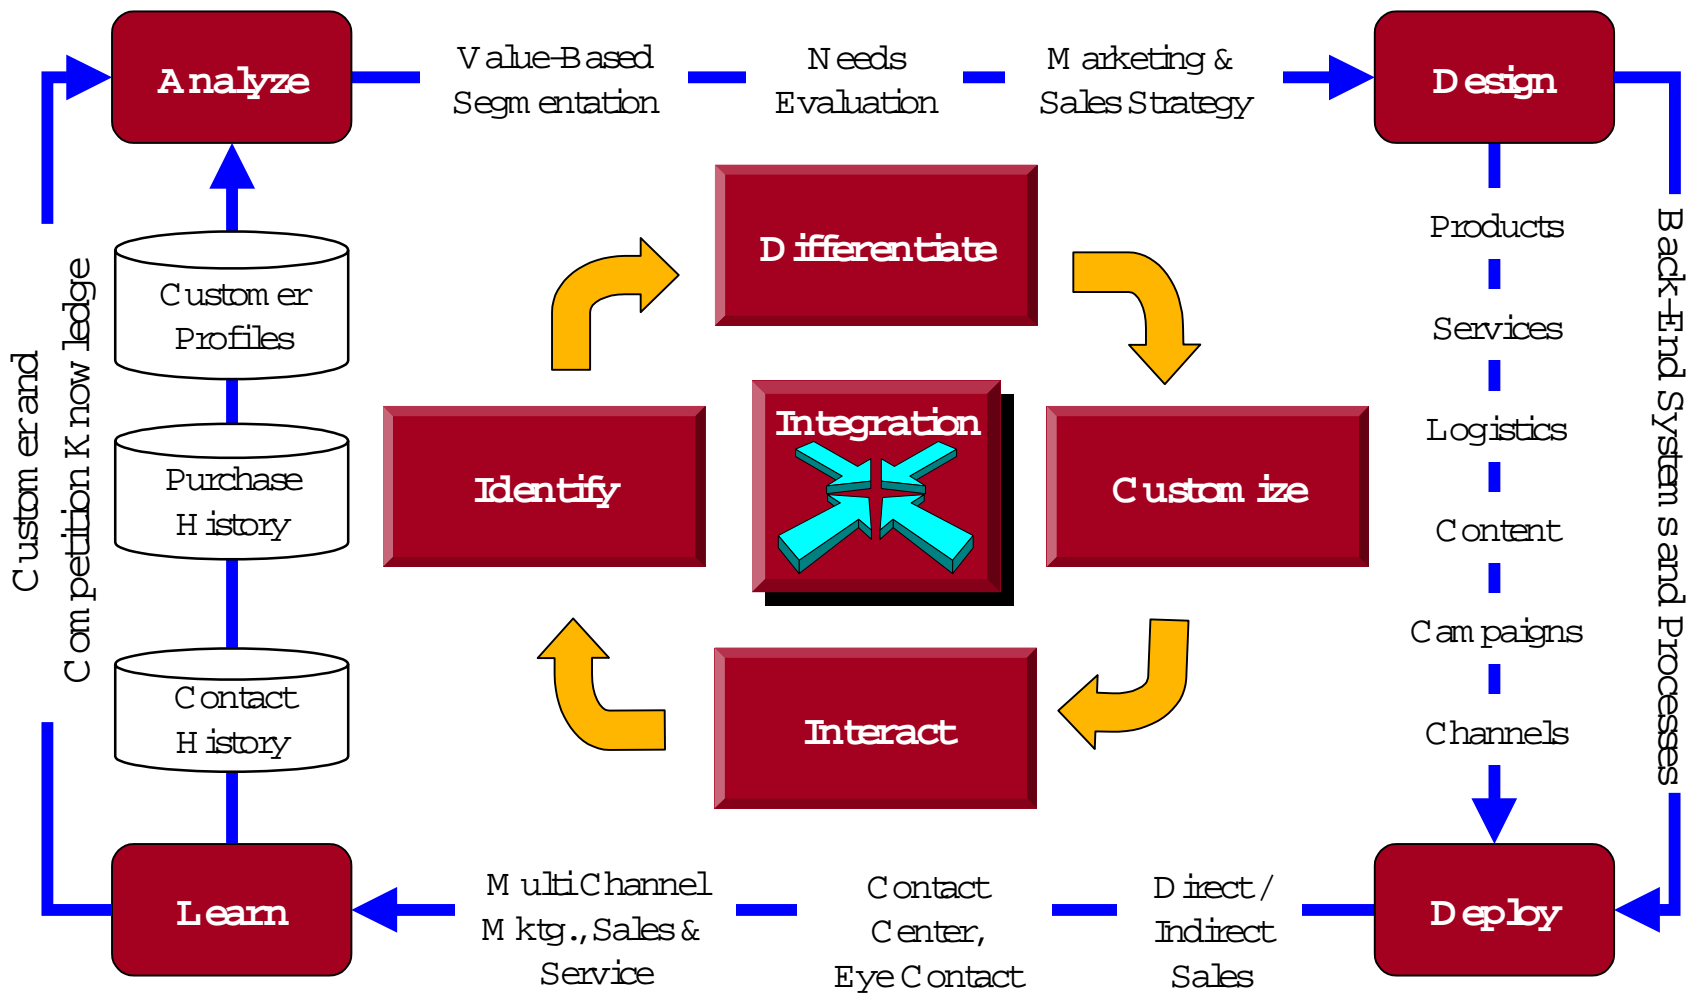 Analyze
Value-Based
Segmentation
Needs
Evaluation
Marketing &
Sales Strategy
Design
Differentiate
Products
Services
Logistics
Content
Campaigns
Channels
Back-End Systems and Processes
Customer and
Competition Knowledge
Customer
Profiles
Purchase
History
Contact
History
Identify
Integration
Customize
Interact
Learn
Multi Channel
Mktg., Sales &
Service
Contact
Center,
Eye Contact
Direct /
Indirect
Sales
Deploy